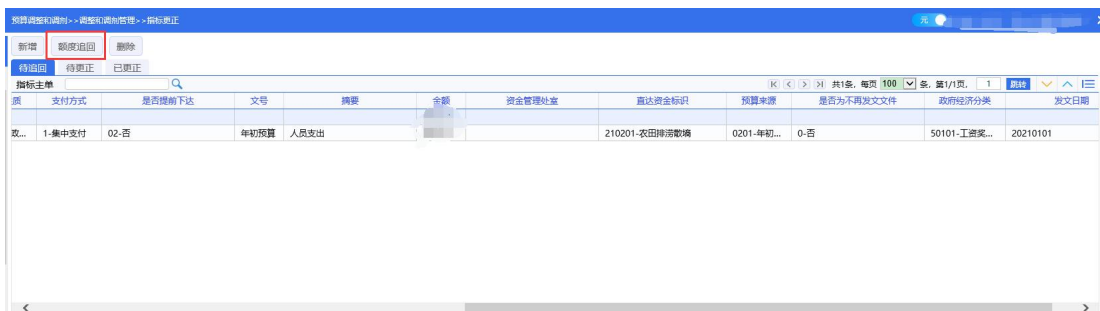 预算调整和调剂>>调整和调剂管理>>指标更正 元
新增 额度追回 删除
待追回 待更正 已更正
指标主单 共1条, 每页 100 条, 第1/1页, 1 跳转
质 支付方式 是否提前下达 文号 摘要 金额 资金管理处室 直达资金标识 预算来源 是否为不再发文文件 政府经济分类 发文日期
政... 1-集中支付 02-否 年初预算 人员支出 210201-农田排涝散墒 0201-年初... 0-否 50101-工资奖... 20210101